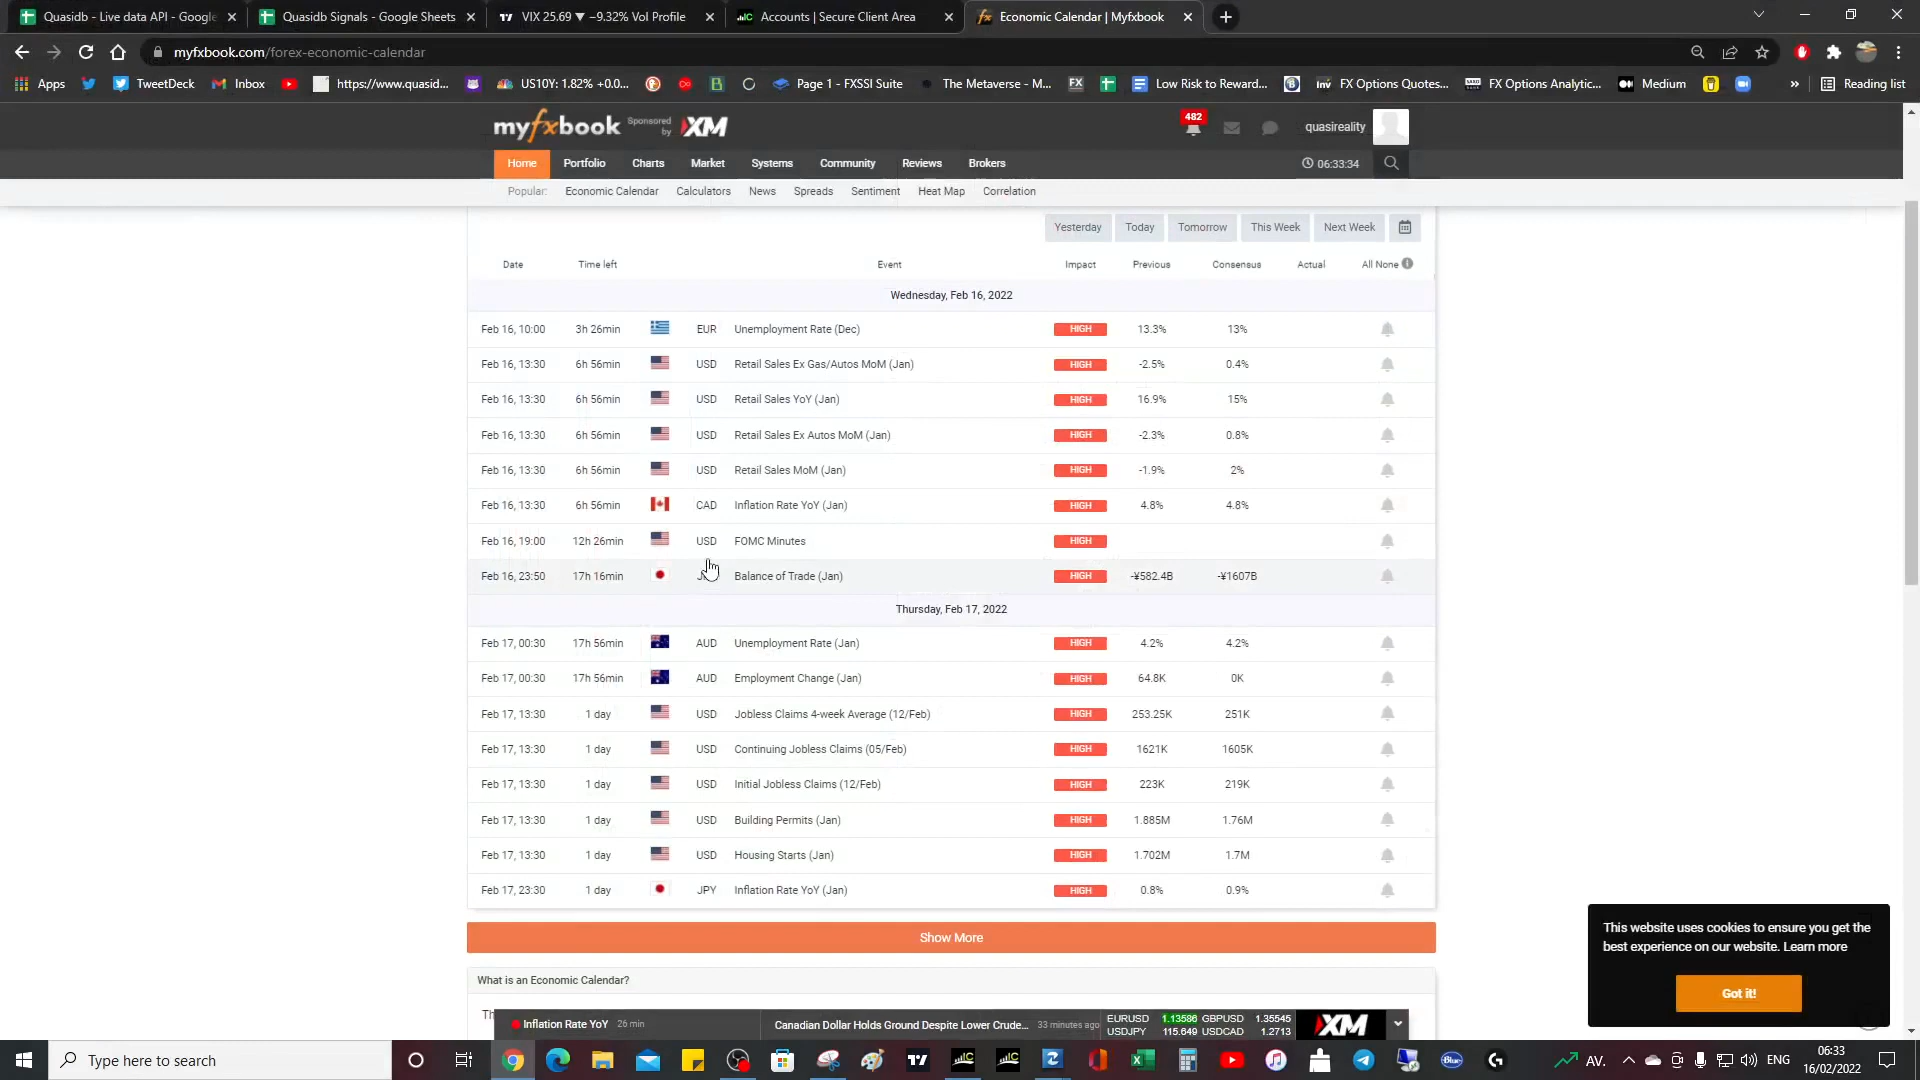 Quasidb - Live data API - Google
Quasidb Signals - Google Sheets
VIX 25.69 ▼ −9.32% Vol Profile
Accounts | Secure Client Area
Economic Calendar | Myfxbook
myfxbook.com/forex-economic-calendar
Apps TweetDeck Inbox https://www.quasid... US10Y: 1.82% +0.0... Page 1 - FXSSI Suite The Metaverse - M... FX Low Risk to Reward... Inv FX Options Quotes... FX Options Analytic... Medium » Reading list
myfxbook Sponsored by XM 482 quasireality
Home Portfolio Charts Market Systems Community Reviews Brokers 06:33:34
Popular: Economic Calendar Calculators News Spreads Sentiment Heat Map Correlation
Yesterday Today Tomorrow This Week Next Week
Date Time left Event Impact Previous Consensus Actual All None
Wednesday, Feb 16, 2022
Feb 16, 10:00 3h 26min EUR Unemployment Rate (Dec) HIGH 13.3% 13%
Feb 16, 13:30 6h 56min USD Retail Sales Ex Gas/Autos MoM (Jan) HIGH -2.5% 0.4%
Feb 16, 13:30 6h 56min USD Retail Sales YoY (Jan) HIGH 16.9% 15%
Feb 16, 13:30 6h 56min USD Retail Sales Ex Autos MoM (Jan) HIGH -2.3% 0.8%
Feb 16, 13:30 6h 56min USD Retail Sales MoM (Jan) HIGH -1.9% 2%
Feb 16, 13:30 6h 56min CAD Inflation Rate YoY (Jan) HIGH 4.8% 4.8%
Feb 16, 19:00 12h 26min USD FOMC Minutes HIGH
Feb 16, 23:50 17h 16min Balance of Trade (Jan) HIGH -¥582.4B -¥1607B
Thursday, Feb 17, 2022
Feb 17, 00:30 17h 56min AUD Unemployment Rate (Jan) HIGH 4.2% 4.2%
Feb 17, 00:30 17h 56min AUD Employment Change (Jan) HIGH 64.8K 0K
Feb 17, 13:30 1 day USD Jobless Claims 4-week Average (12/Feb) HIGH 253.25K 251K
Feb 17, 13:30 1 day USD Continuing Jobless Claims (05/Feb) HIGH 1621K 1605K
Feb 17, 13:30 1 day USD Initial Jobless Claims (12/Feb) HIGH 223K 219K
Feb 17, 13:30 1 day USD Building Permits (Jan) HIGH 1.885M 1.76M
Feb 17, 13:30 1 day USD Housing Starts (Jan) HIGH 1.702M 1.7M
Feb 17, 23:30 1 day JPY Inflation Rate YoY (Jan) HIGH 0.8% 0.9%
Show More
This website uses cookies to ensure you get the
best experience on our website. Learn more
Got it!
What is an Economic Calendar?
Th
Inflation Rate YoY 26 min
Canadian Dollar Holds Ground Despite Lower Crude... 33 minutes ago
EURUSD 1.13586 GBPUSD 1.35545
USDJPY 115.649 USDCAD 1.2713
XM
Type here to search
AV. ENG
06:33
16/02/2022